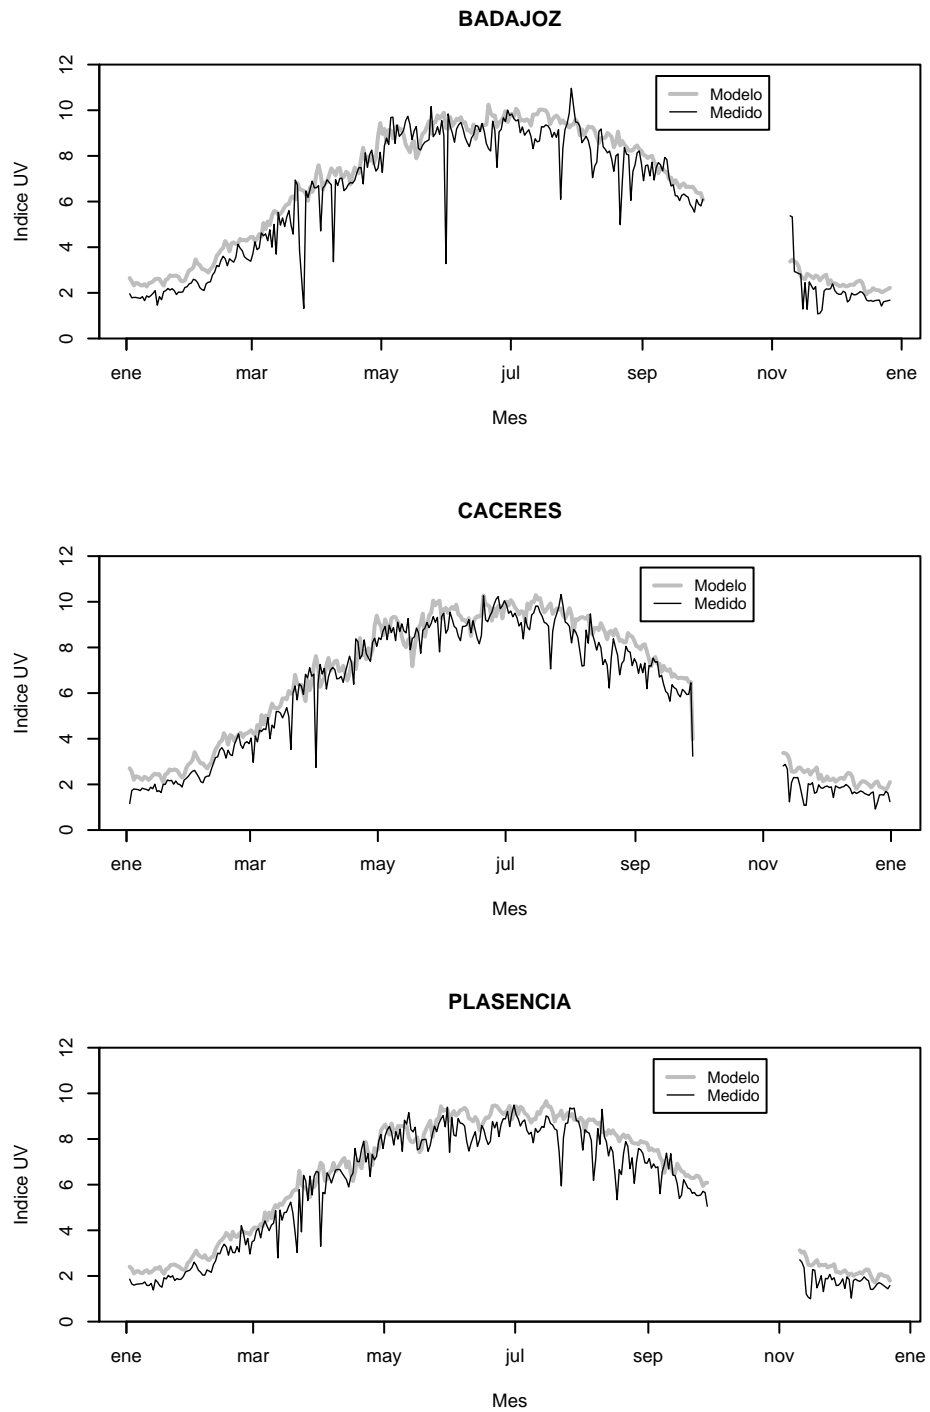 BADAJOZ
12
10
8
6
4
2
0
Indice UV
Modelo
Medido
ene mar may jul sep nov ene
Mes
CACERES
12
10
8
6
4
2
0
Indice UV
Modelo
Medido
ene mar may jul sep nov ene
Mes
PLASENCIA
12
10
8
6
4
2
0
Indice UV
Modelo
Medido
ene mar may jul sep nov ene
Mes